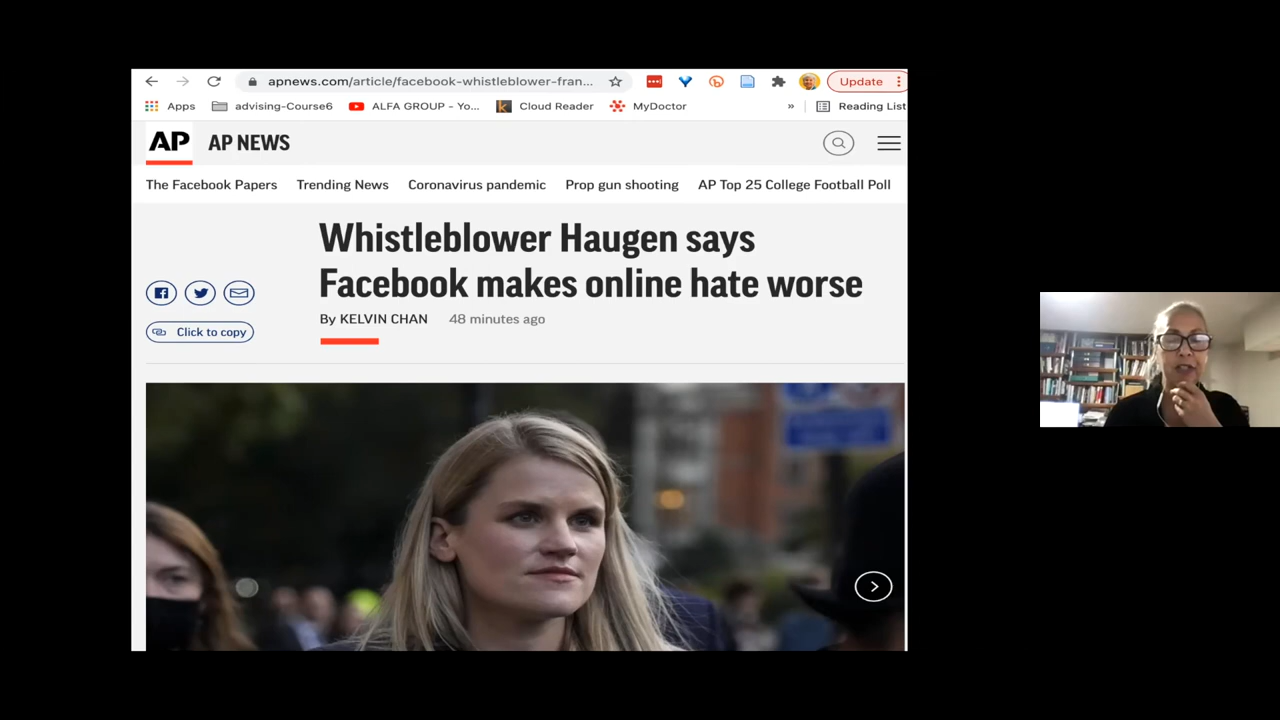 apnews.com/article/facebook-whistleblower-fran...
Update
Apps advising-Course6 ALFA GROUP - Yo... Cloud Reader MyDoctor » Reading List
AP AP NEWS
The Facebook Papers Trending News Coronavirus pandemic Prop gun shooting AP Top 25 College Football Poll
Whistleblower Haugen says
Facebook makes online hate worse
By KELVIN CHAN 48 minutes ago
Click to copy